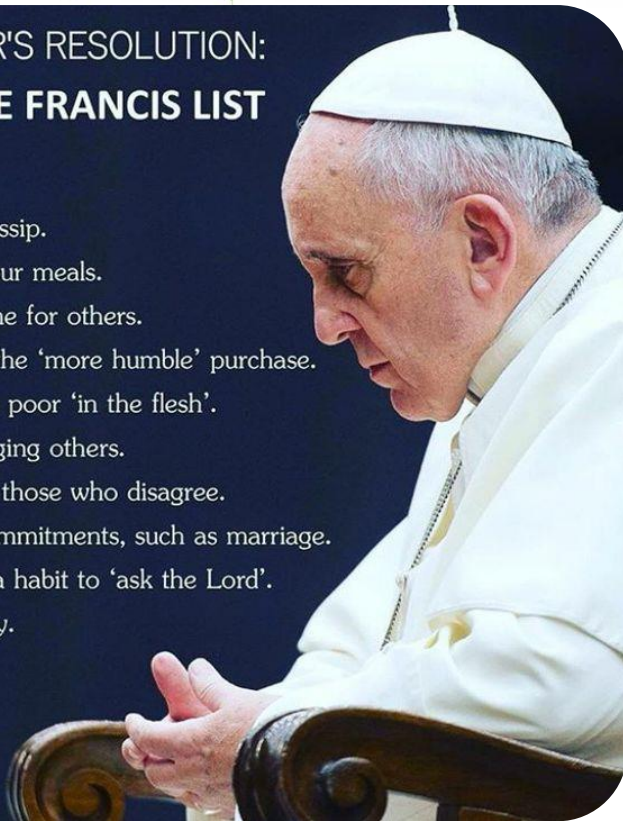 R'S RESOLUTION:
E FRANCIS LIST
ssip.
ur meals.
ne for others.
he ‘more humble’ purchase.
poor ‘in the flesh’.
ging others.
those who disagree.
mmitments, such as marriage.
a habit to ‘ask the Lord’.
y.